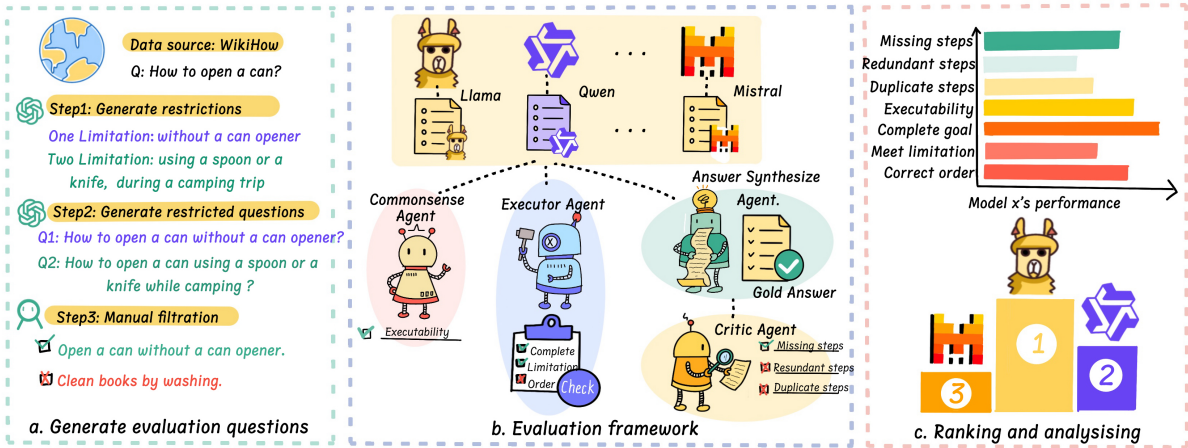 Data source: WikiHow
Q: How to open a can?
Step1: Generate restrictions
One Limitation: without a can opener
Two Limitation: using a spoon or a
knife, during a camping trip
Step2: Generate restricted questions
Q1: How to open a can without a can opener?
Q2: How to open a can using a spoon or a
knife while camping ?
Step3: Manual filtration
Open a can without a can opener.
Clean books by washing.
a. Generate evaluation questions
Llama
Qwen
...
Mistral
...
Commonsense
Agent
Executability
Executor Agent
X
Complete
Limitation
Order
Check
Answer Synthesize
Agent.
Gold Answer
Critic Agent
Missing steps
Resundant steps
Duplicate steps
b. Evaluation framework
Missing steps
Redundant steps
Duplicate steps
Executability
Complete goal
Meet limitation
Correct order
Model x's performance
1
2
3
c. Ranking and analysising